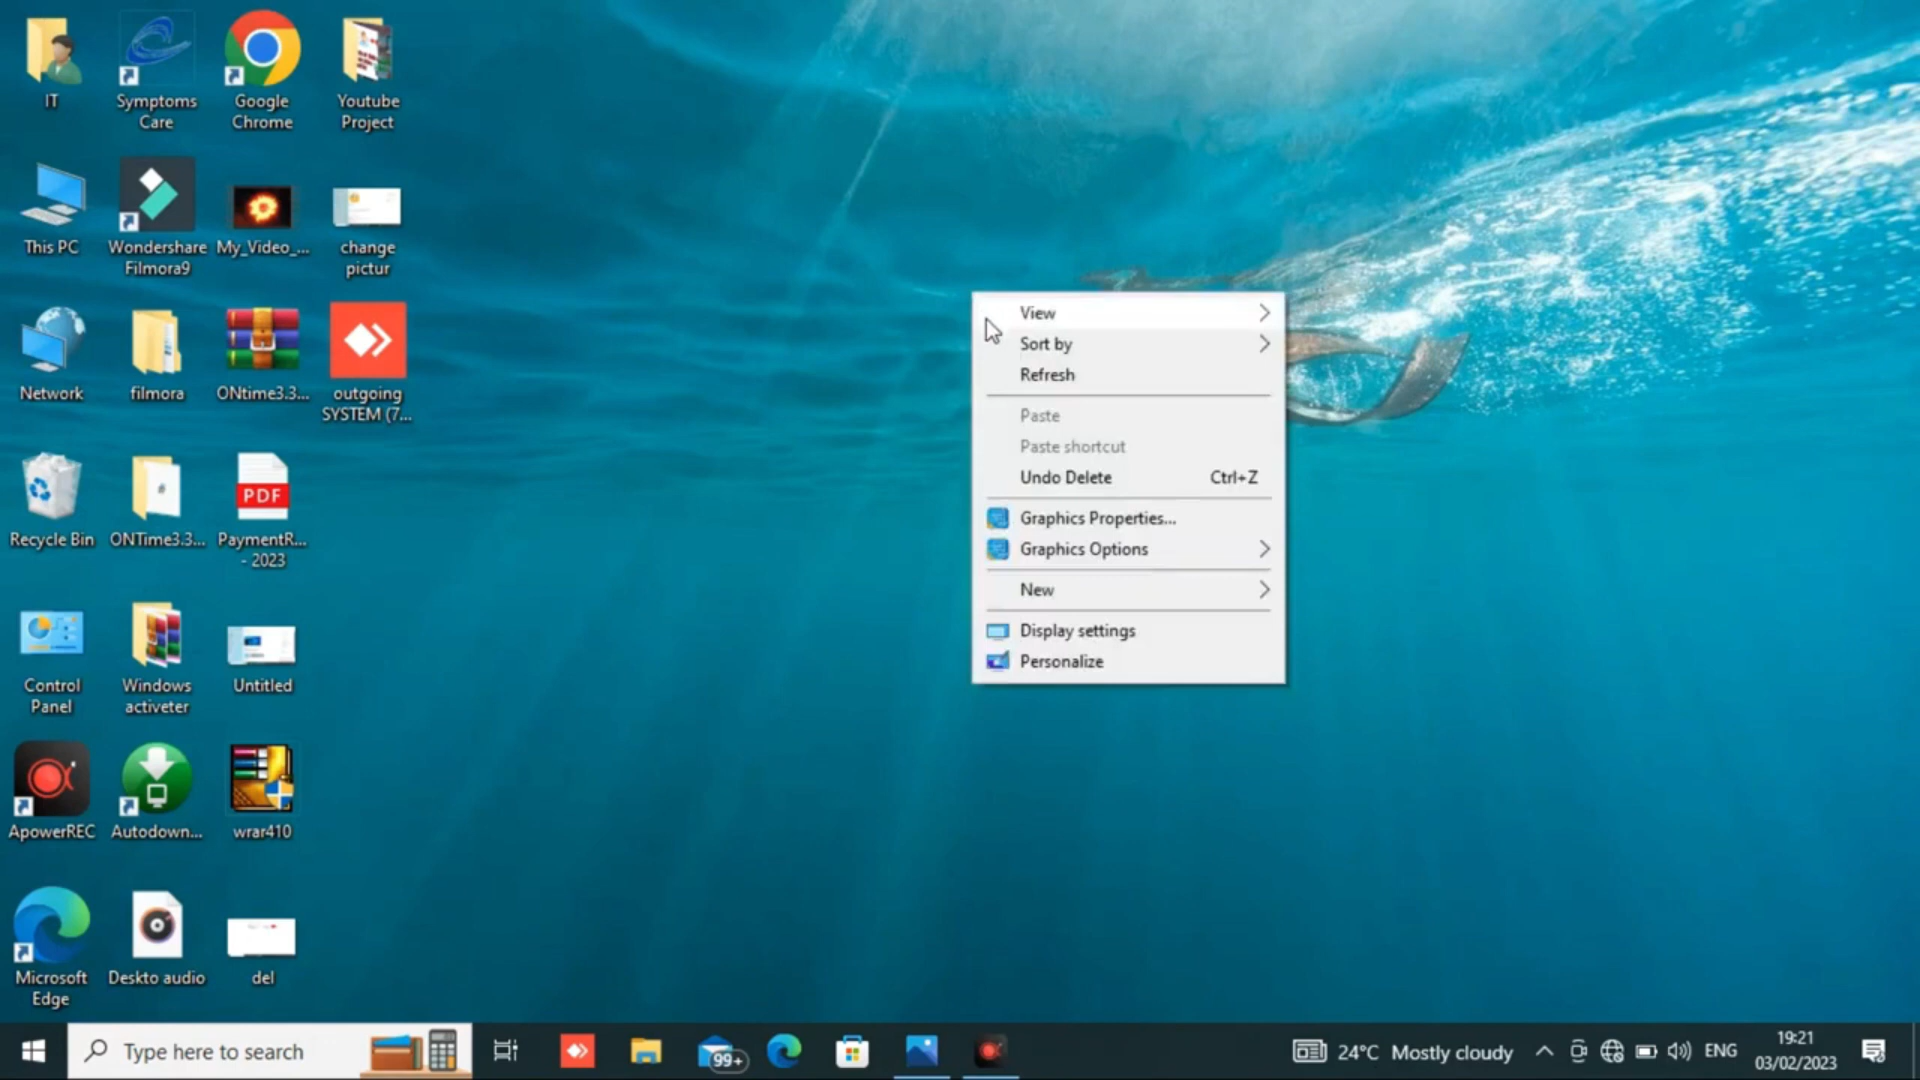 IT
Symptoms
Care
Google
Chrome
Youtube
Project
This PC
Wondershare
Filmora9
My_Video_...
change
pictur
Network
filmora
ONtime3.3...
outgoing
SYSTEM (7...
Recycle Bin
ONTime3.3...
PDF
PaymentR...
- 2023
Control
Panel
Windows
activeter
Untitled
ApowerREC
Autodown...
wrar410
Microsoft
Edge
Deskto audio
del
View
Sort by
Refresh
Paste
Paste shortcut
Undo Delete Ctrl+Z
Graphics Properties...
Graphics Options
New
Display settings
Personalize
Type here to search
99+
24°C Mostly cloudy
ENG
19:21
03/02/2023